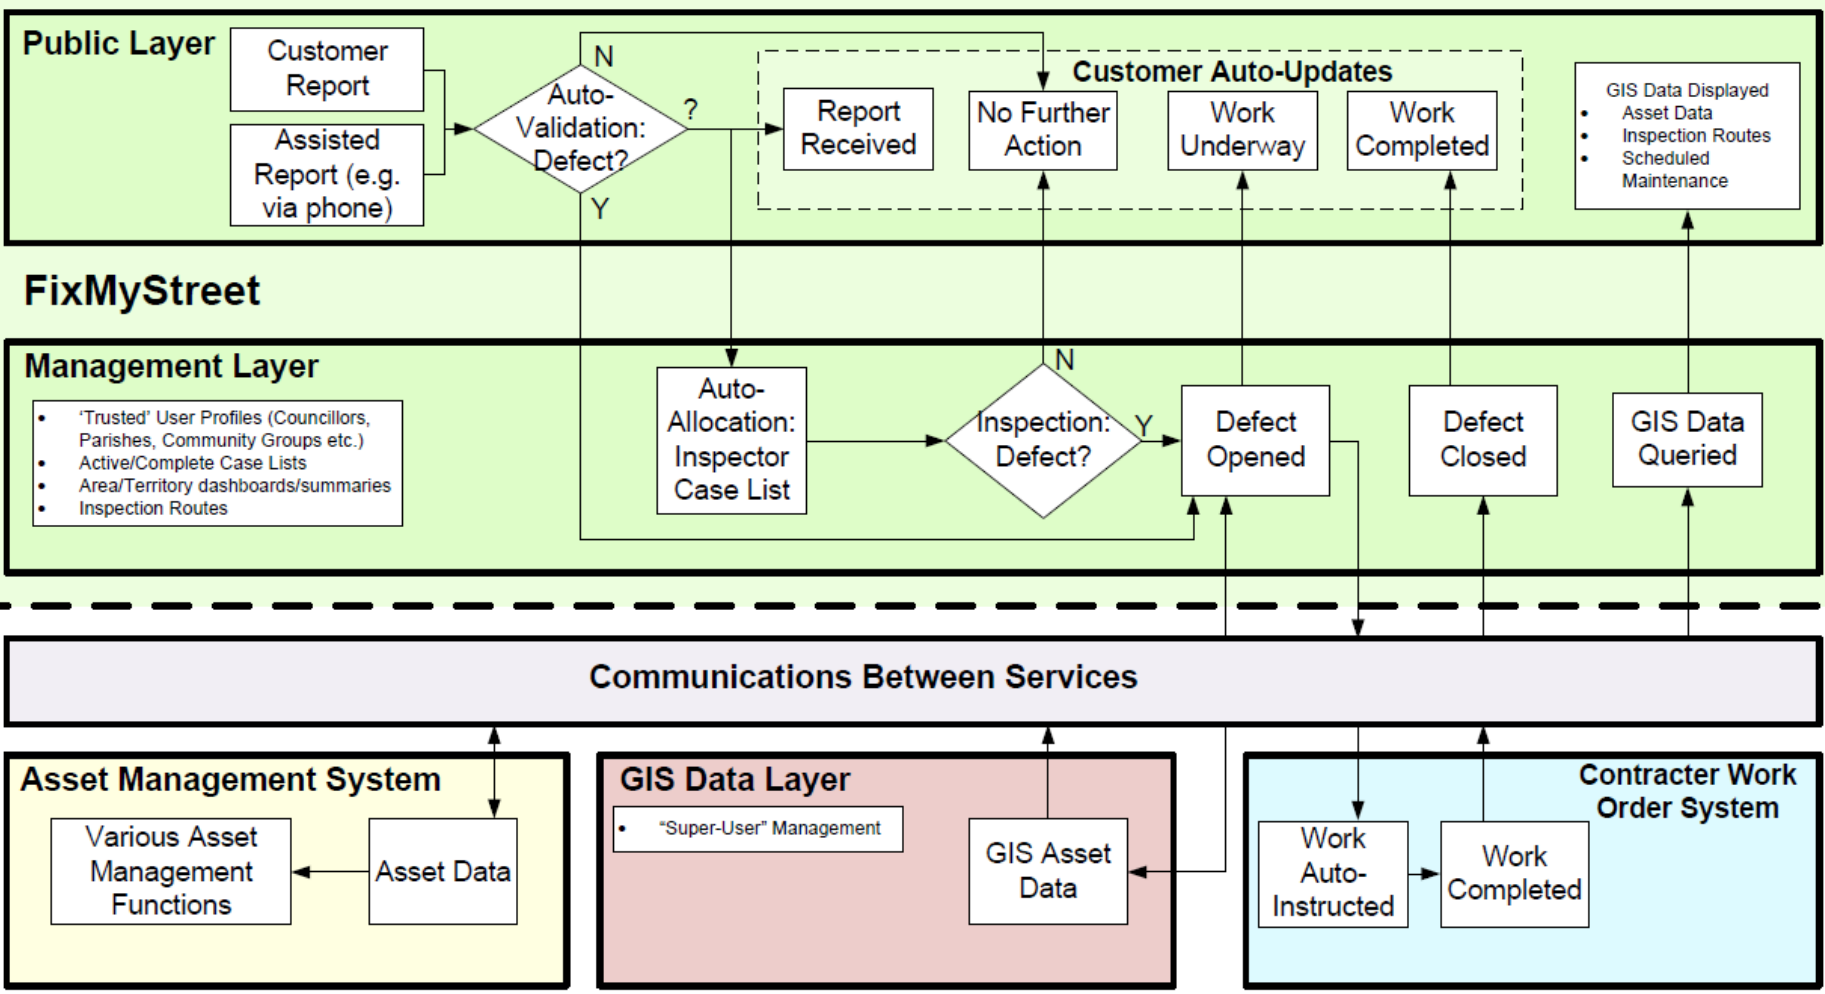 Public Layer
Customer
Report
Assisted
Report (e.g.
via phone)
N
Auto-
Validation:
Defect?
?
Y
Customer Auto-Updates
Report
Received
No Further
Action
Work
Underway
Work
Completed
GIS Data Displayed
• Asset Data
• Inspection Routes
• Scheduled
Maintenance
FixMyStreet
Management Layer
• ‘Trusted’ User Profiles (Councillors,
Parishes, Community Groups etc.)
• Active/Complete Case Lists
• Area/Territory dashboards/summaries
• Inspection Routes
Auto-
Allocation:
Inspector
Case List
N
Inspection:
Defect?
Y
Defect
Opened
Defect
Closed
GIS Data
Queried
Communications Between Services
Asset Management System
Various Asset
Management
Functions
Asset Data
GIS Data Layer
• “Super-User” Management
GIS Asset
Data
Contracter Work
Order System
Work
Auto-
Instructed
Work
Completed